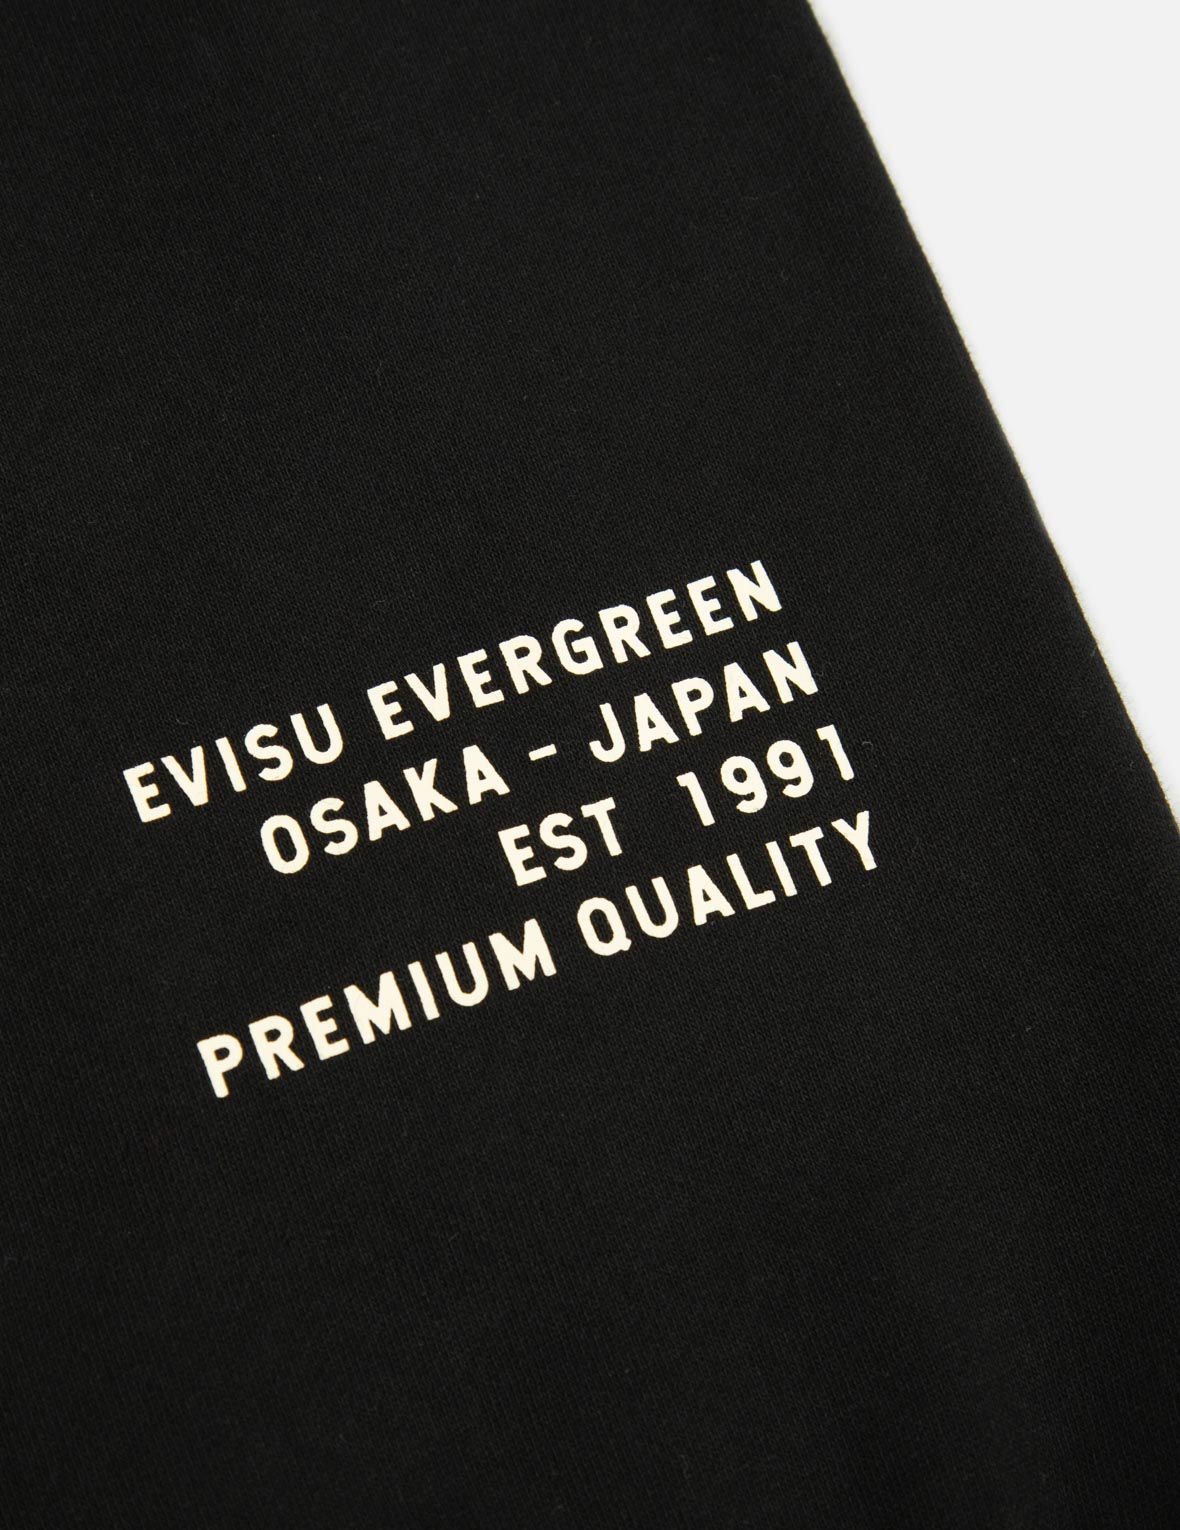 EVISU EVERGREEN
OSAKA - JAPAN
EST 1991
PREMIUM QUALITY